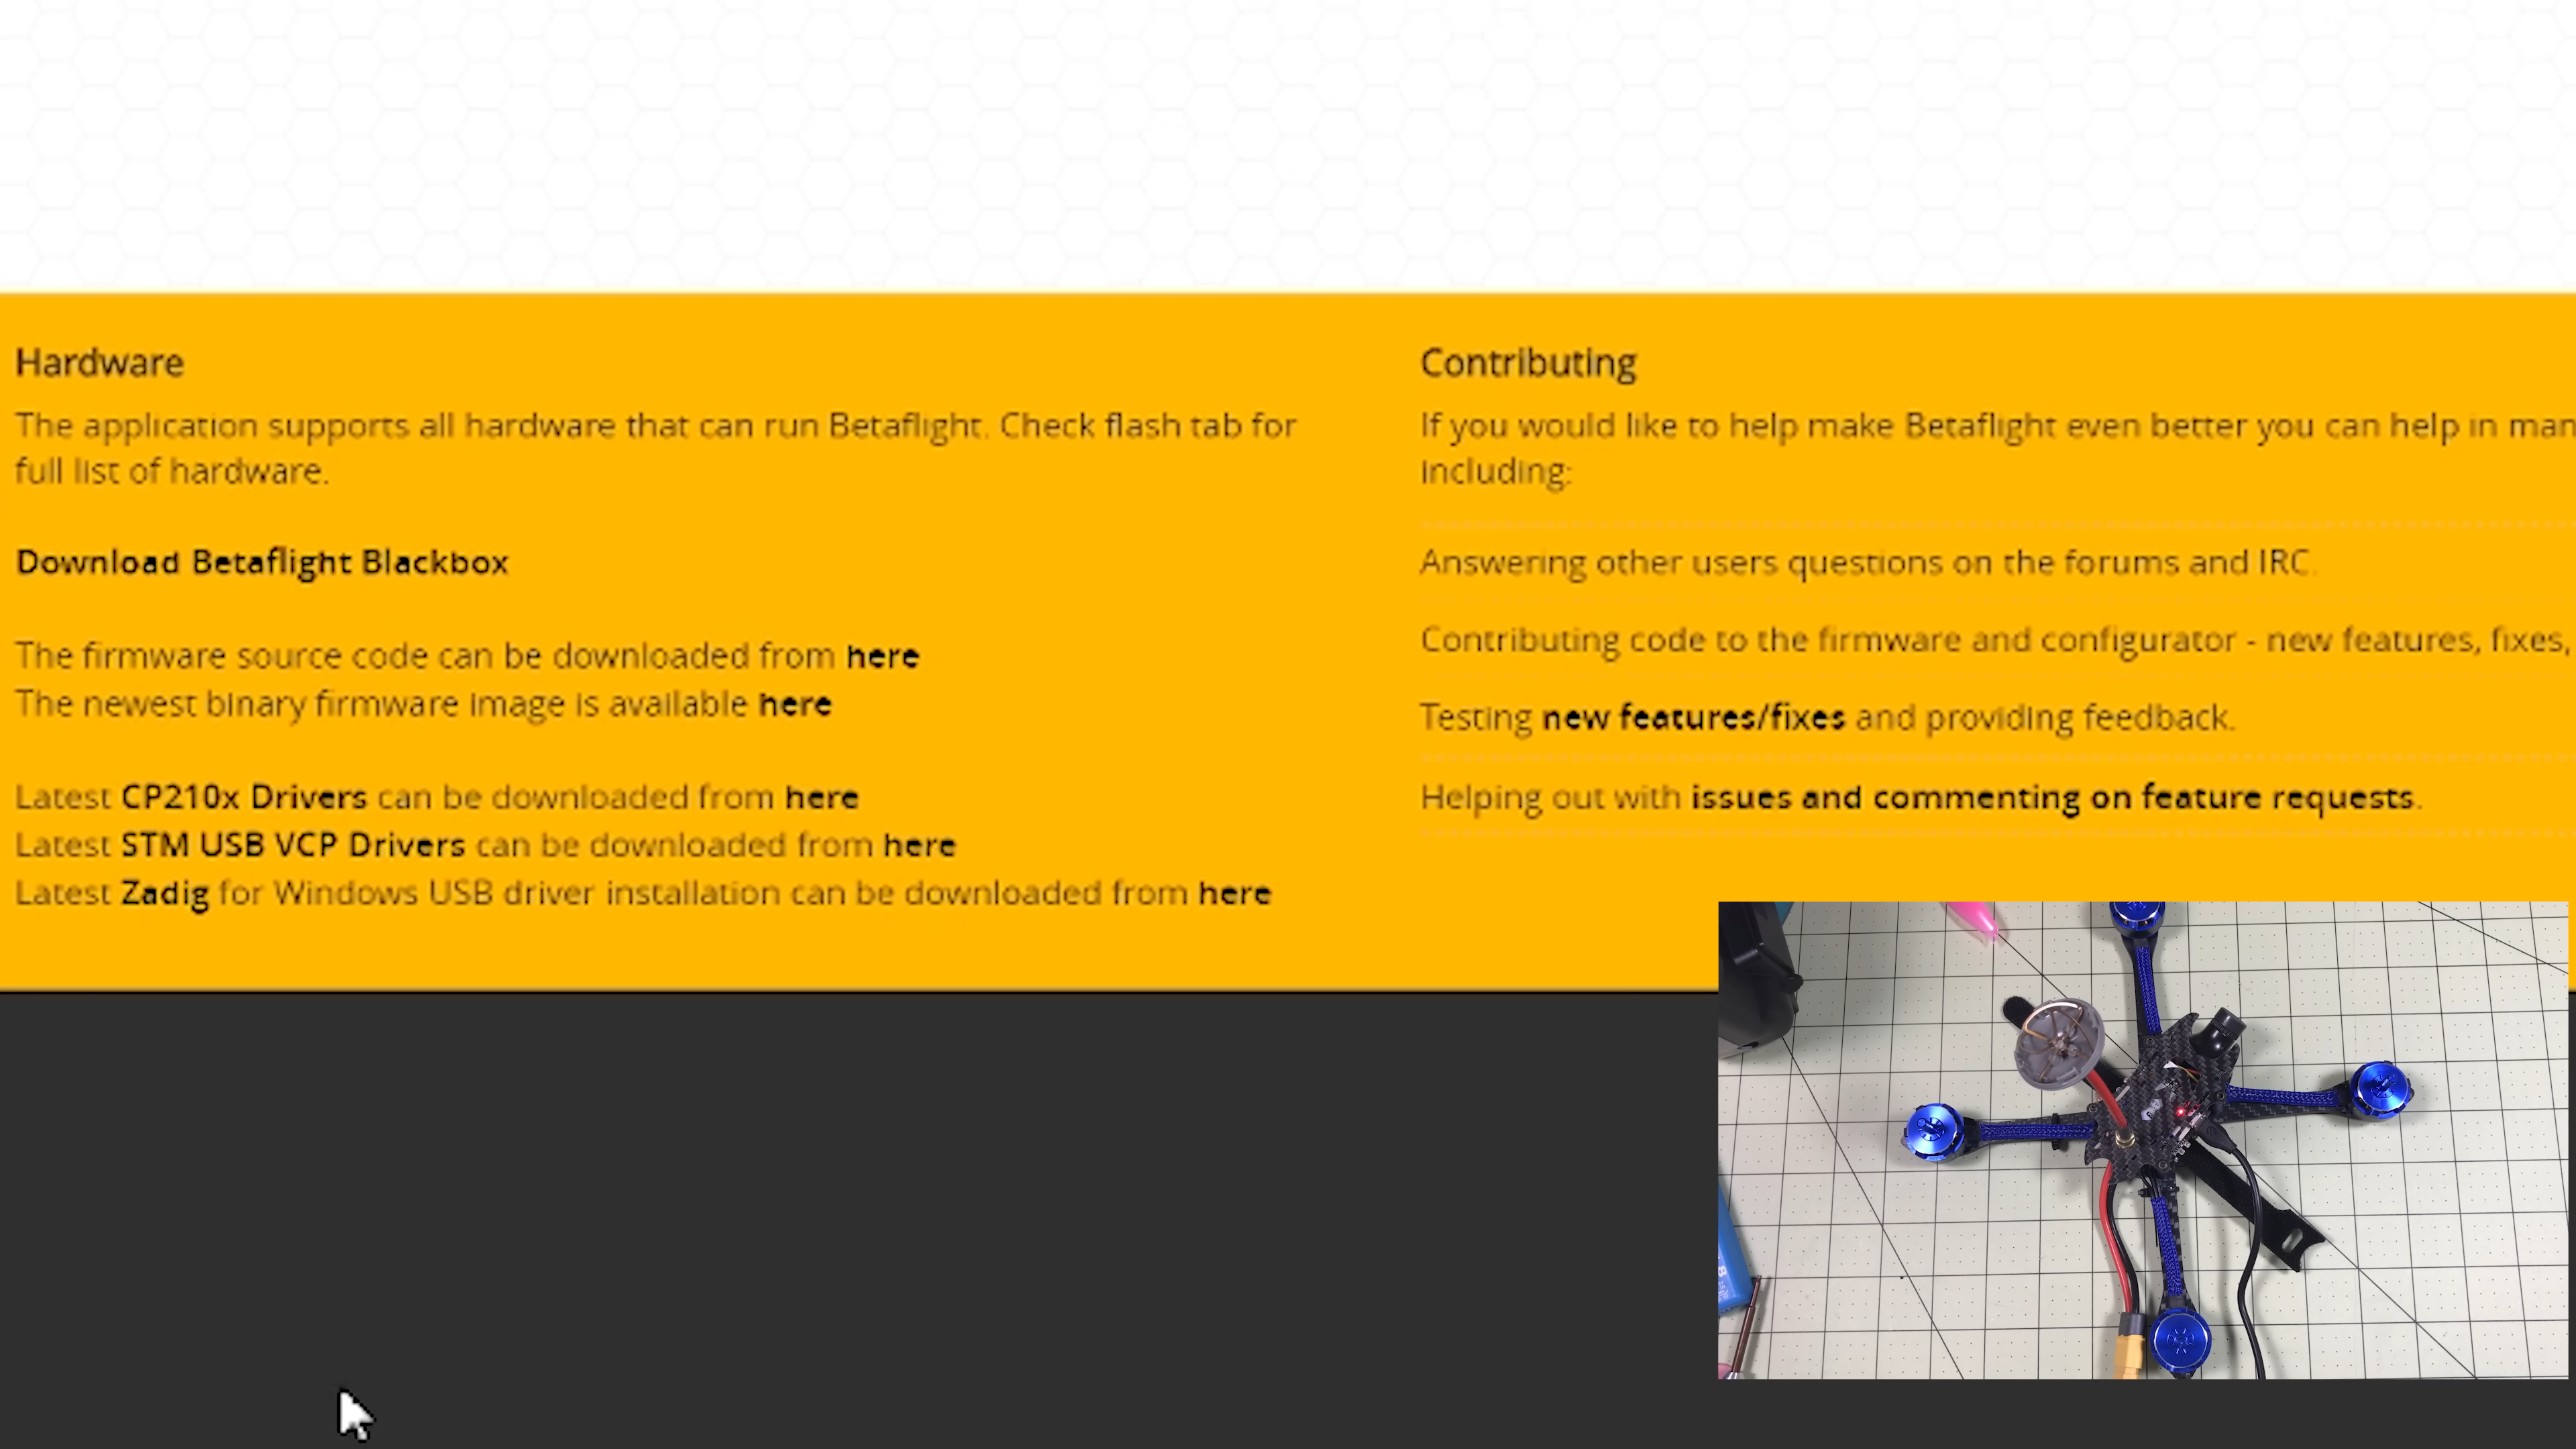 Hardware
The application supports all hardware that can run Betaflight. Check flash tab for
full list of hardware.
Download Betaflight Blackbox
The firmware source code can be downloaded from here
The newest binary firmware image is available here
Latest CP210x Drivers can be downloaded from here
Latest STM USB VCP Drivers can be downloaded from here
Latest Zadig for Windows USB driver installation can be downloaded from here
Contributing
If you would like to help make Betaflight even better you can help in
including:
Answering other users questions on the forums and IRC.
Contributing code to the firmware and configurator - new features, fixes,
Testing new features/fixes and providing feedback.
Helping out with issues and commenting on feature requests.